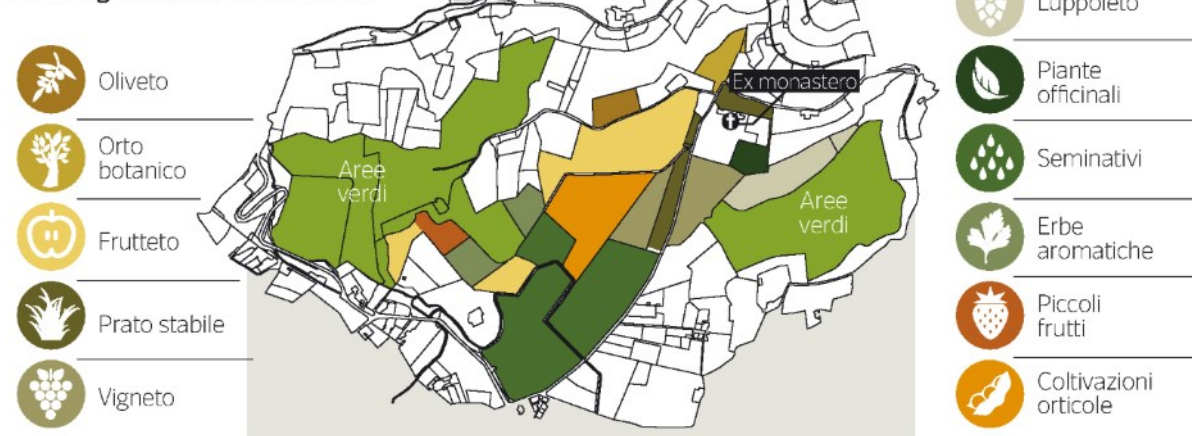 Luppoleto
Oliveto
Orto
botanico
Frutteto
Prato stabile
Vigneto
Ex monastero
Aree
verdi
Aree
verdi
Piante
officinali
Seminativi
Erbe
aromatiche
Piccoli
frutti
Coltivazioni
orticole